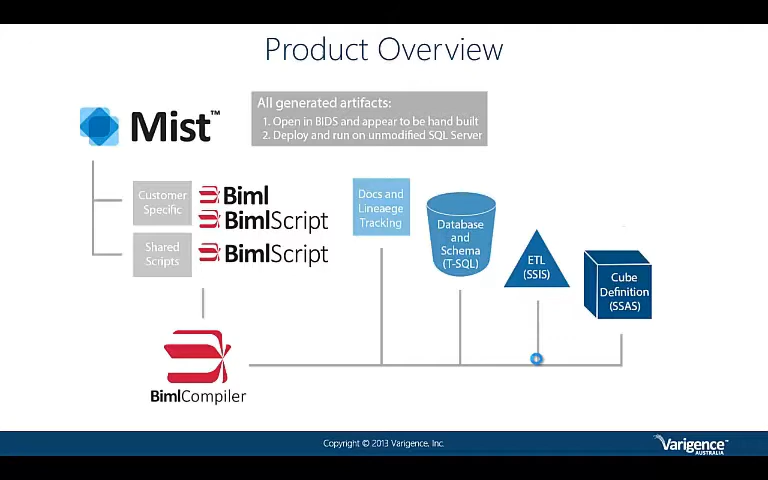 Product Overview
Mist™
All generated artifacts:
1. Open in BIDS and appear to be hand built
2. Deploy and run on unmodified SQL Server
Customer
Specific
Biml
BimlScript
Shared
Scripts
BimlScript
Docs and
Lineaege
Tracking
Database
and
Schema
(T-SQL)
ETL
(SSIS)
Cube
Definition
(SSAS)
BimlCompiler
Copyright © 2013 Varigence, Inc.
Varigence™
AUSTRALIA